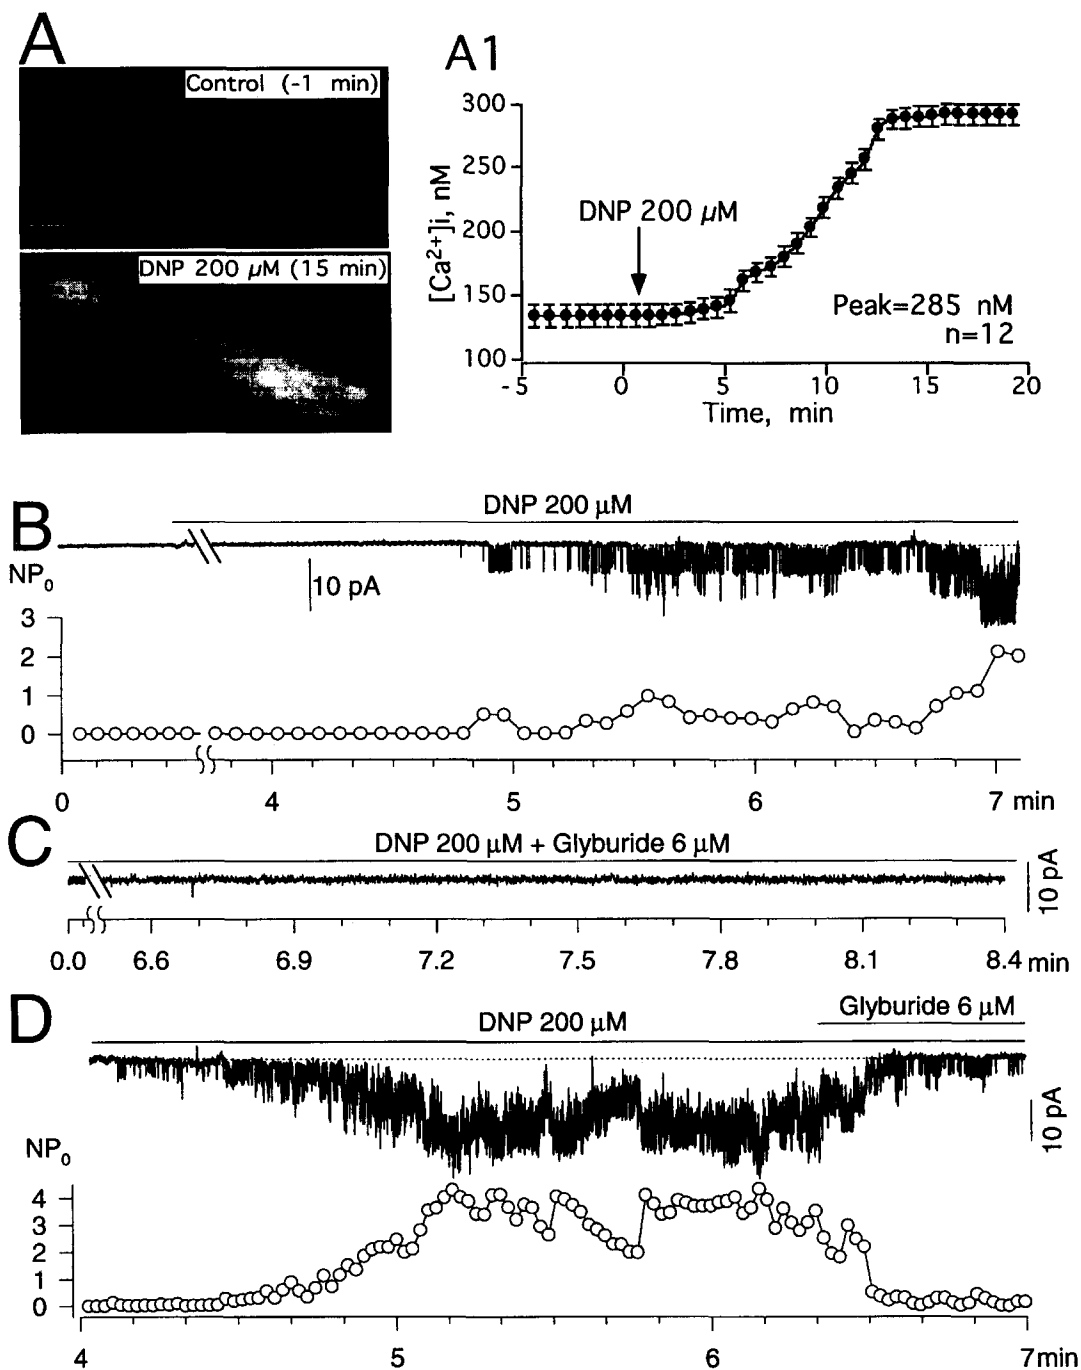 A
Control (-1 min)
DNP 200 µM (15 min)
A1
300
250
200
150
100
[Ca2+]i, nM
DNP 200 µM
Peak=285 nM
n=12
-5 0 5 10 15 20
Time, min
B
DNP 200 µM
10 pA
NP0
3
2
1
0
0 4 5 6 7 min
C
DNP 200 µM + Glyburide 6 µM
10 pA
0.0 6.6 6.9 7.2 7.5 7.8 8.1 8.4 min
D
Glyburide 6 µM
DNP 200 µM
10 pA
NP0
4
3
2
1
0
4 5 6 7min